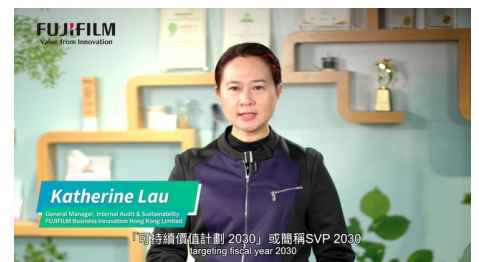 FUJIFILM
Value from Innovation
Katherine Lau
General Manager, Internal Audit & Sustainability
FUJIFILM Business Innovation Hong Kong Limited
「可持續價值計劃 2030」或簡稱SVP 2030
targeting fiscal year 2030